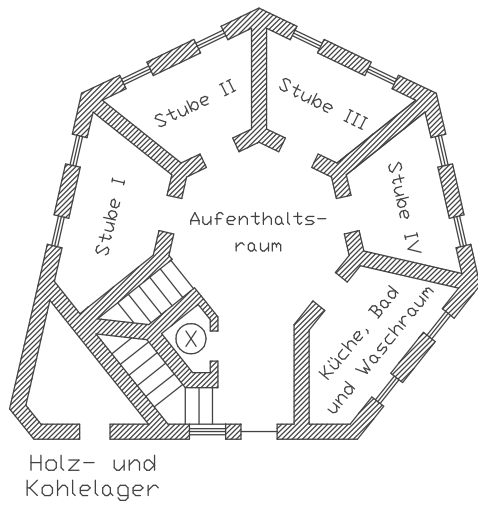 Stube II
Stube III
Stube I
Stube IV
Aufenthalts-
raum
X
Küche, Bad
und Waschraum
Holz- und
Kohlelager